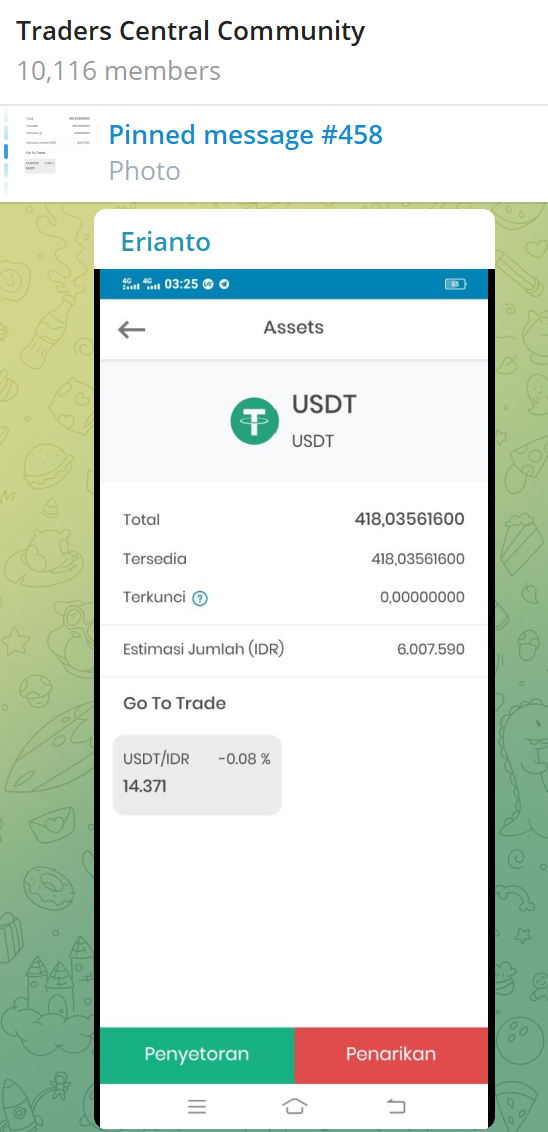 Traders Central Community
10,116 members
Pinned message #458
Photo
Erianto
4G 4G 03:25 55
Assets
USDT
USDT
Total 418,03561600
Tersedia 418,03561600
Terkunci ? 0,00000000
Estimasi Jumlah (IDR) 6.007.590
Go To Trade
USDT/IDR -0.08 %
14.371
Penyetoran Penarikan